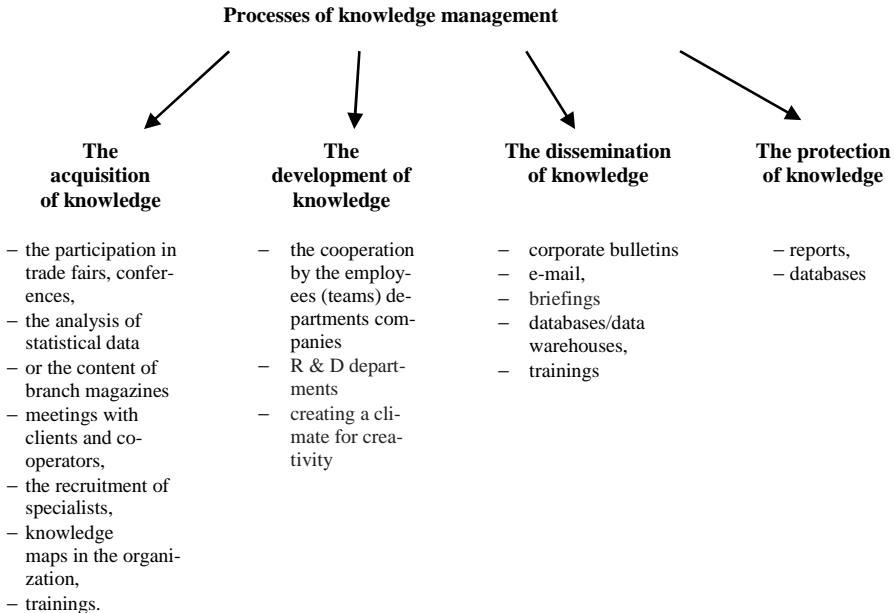 Processes of knowledge management
The
acquisition
of knowledge
– the participation in
trade fairs, confer-
ences,
– the analysis of
statistical data
– or the content of
branch magazines
– meetings with
clients and co-
operators,
– the recruitment of
specialists,
– knowledge
maps in the organi-
zation,
– trainings.
The
development of
knowledge
– the cooperation
by the employ-
ees (teams) de-
partments com-
panies
– R & D depart-
ments
– creating a cli-
mate for crea-
tivity
The dissemination
of knowledge
– corporate bulletins
– e-mail,
– briefings
– databases/data
warehouses,
– trainings
The protection
of knowledge
– reports,
– databases